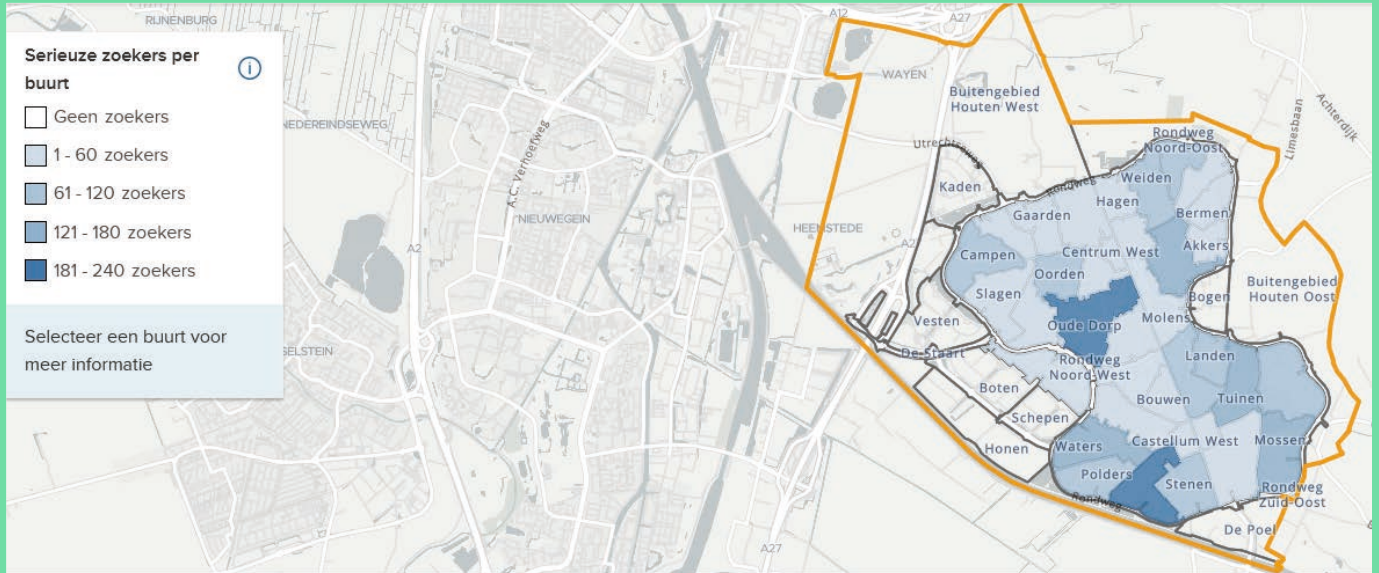 Serieuze zoekers per
buurt
Geen zoekers
1 - 60 zoekers
61 - 120 zoekers
121 - 180 zoekers
181 - 240 zoekers
Selecteer een buurt voor
meer informatie
RIJNENBURG
NEDEREINDSEWEG
A.C. Verhoefweg
NIEUWEGEIN
A2
SELSTEIN
A12
A27
WAYEN
Buitengebied
Houten West
Utrechtseweg
Kaden
HEEMSTEDE
A2
Rondweg
Rondweg
Noord-Oost
Limesbaan
Achterdijk
Weiden
Hagen
Gaarden
Bermen
Akkers
Centrum West
Campen
Oorden
Slagen
Bogen
Buitengebied
Houten Oost
Vesten
Oude Dorp
Molens
De Staart
Rondweg
Noord-West
Landen
Boten
Bouwen
Tuinen
Schepen
Honen
Waters
Castellum West
Mossen
Polders
Stenen
Rondweg
Rondweg
Zuid-Oost
De Poel
A27